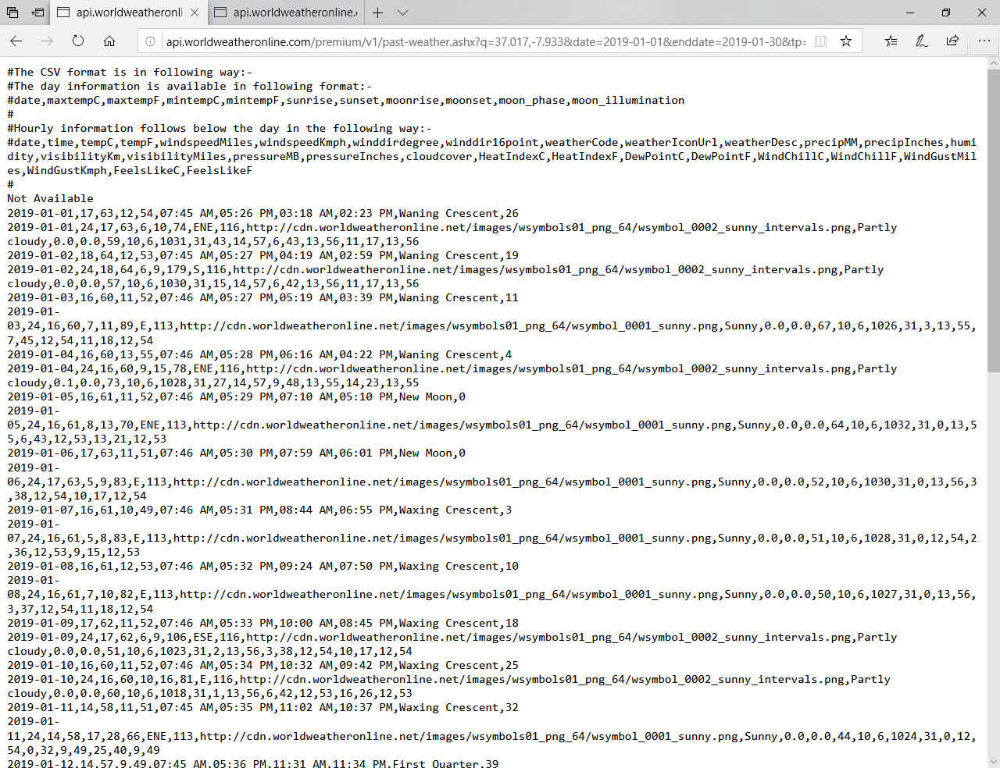 api.worldweatheronli
api.worldweatheronline.
api.worldweatheronline.com/premium/v1/past-weather.ashx?q=37.017,-7.933&date=2019-01-01&enddate=2019-01-30&tp=
#The CSV format is in following way:-
#The day information is available in following format:-
#date,maxtempC,maxtempF,mintempC,mintempF,sunrise,sunset,moonrise,moonset,moon_phase,moon_illumination
#
#Hourly information follows below the day in the following way:-
#date,time,tempC,tempF,windspeedMiles,windspeedKmph,winddirdegree,winddir16point,weatherCode,weatherIconUrl,weatherDesc,precipMM,precipInches,humi
dity,visibilityKm,visibilityMiles,pressureMB,pressureInches,cloudcover,HeatIndexC,HeatIndexF,DewPointC,DewPointF,WindChillC,WindChillF,WindGustMil
es,WindGustKmph,FeelsLikeC,FeelsLikeF
#
Not Available
2019-01-01,17,63,12,54,07:45 AM,05:26 PM,03:18 AM,02:23 PM,Waning Crescent,26
2019-01-01,24,17,63,6,10,74,ENE,116,http://cdn.worldweatheronline.net/images/wsymbols01_png_64/wsymbol_0002_sunny_intervals.png,Partly
cloudy,0.0,0.0,59,10,6,1031,31,43,14,57,6,43,13,56,11,17,13,56
2019-01-02,18,64,12,53,07:45 AM,05:27 PM,04:19 AM,02:59 PM,Waning Crescent,19
2019-01-02,24,18,64,6,9,179,S,116,http://cdn.worldweatheronline.net/images/wsymbols01_png_64/wsymbol_0002_sunny_intervals.png,Partly
cloudy,0.0,0.0,57,10,6,1030,31,15,14,57,6,42,13,56,11,17,13,56
2019-01-03,16,60,11,52,07:46 AM,05:27 PM,05:19 AM,03:39 PM,Waning Crescent,11
2019-01-
03,24,16,60,7,11,89,E,113,http://cdn.worldweatheronline.net/images/wsymbols01_png_64/wsymbol_0001_sunny.png,Sunny,0.0,0.0,67,10,6,1026,31,3,13,55,
7,45,12,54,11,18,12,54
2019-01-04,16,60,13,55,07:46 AM,05:28 PM,06:16 AM,04:22 PM,Waning Crescent,4
2019-01-04,24,16,60,9,15,78,ENE,116,http://cdn.worldweatheronline.net/images/wsymbols01_png_64/wsymbol_0002_sunny_intervals.png,Partly
cloudy,0.1,0.0,73,10,6,1028,31,27,14,57,9,48,13,55,14,23,13,55
2019-01-05,16,61,11,52,07:46 AM,05:29 PM,07:10 AM,05:10 PM,New Moon,0
2019-01-
05,24,16,61,8,13,70,ENE,113,http://cdn.worldweatheronline.net/images/wsymbols01_png_64/wsymbol_0001_sunny.png,Sunny,0.0,0.0,64,10,6,1032,31,0,13,5
5,6,43,12,53,13,21,12,53
2019-01-06,17,63,11,51,07:46 AM,05:30 PM,07:59 AM,06:01 PM,New Moon,0
2019-01-
06,24,17,63,5,9,83,E,113,http://cdn.worldweatheronline.net/images/wsymbols01_png_64/wsymbol_0001_sunny.png,Sunny,0.0,0.0,52,10,6,1030,31,0,13,56,3
,38,12,54,10,17,12,54
2019-01-07,16,61,10,49,07:46 AM,05:31 PM,08:44 AM,06:55 PM,Waxing Crescent,3
2019-01-
07,24,16,61,5,8,83,E,113,http://cdn.worldweatheronline.net/images/wsymbols01_png_64/wsymbol_0001_sunny.png,Sunny,0.0,0.0,51,10,6,1028,31,0,12,54,2
,36,12,53,9,15,12,53
2019-01-08,16,61,12,53,07:46 AM,05:32 PM,09:24 AM,07:50 PM,Waxing Crescent,10
2019-01-
08,24,16,61,7,10,82,E,113,http://cdn.worldweatheronline.net/images/wsymbols01_png_64/wsymbol_0001_sunny.png,Sunny,0.0,0.0,50,10,6,1027,31,0,13,56,
3,37,12,54,11,18,12,54
2019-01-09,17,62,11,52,07:46 AM,05:33 PM,10:00 AM,08:45 PM,Waxing Crescent,18
2019-01-09,24,17,62,6,9,106,ESE,116,http://cdn.worldweatheronline.net/images/wsymbols01_png_64/wsymbol_0002_sunny_intervals.png,Partly
cloudy,0.0,0.0,51,10,6,1023,31,2,13,56,3,38,12,54,10,17,12,54
2019-01-10,16,60,11,52,07:46 AM,05:34 PM,10:32 AM,09:42 PM,Waxing Crescent,25
2019-01-10,24,16,60,10,16,81,E,116,http://cdn.worldweatheronline.net/images/wsymbols01_png_64/wsymbol_0002_sunny_intervals.png,Partly
cloudy,0.0,0.0,60,10,6,1018,31,1,13,56,6,42,12,53,16,26,12,53
2019-01-11,14,58,11,51,07:45 AM,05:35 PM,11:02 AM,10:37 PM,Waxing Crescent,32
2019-01-
11,24,14,58,17,28,66,ENE,113,http://cdn.worldweatheronline.net/images/wsymbols01_png_64/wsymbol_0001_sunny.png,Sunny,0.0,0.0,44,10,6,1024,31,0,12,
54,0,32,9,49,25,40,9,49
2019-01-12,14,57,9,49,07:45 AM,05:36 PM,11:31 AM,11:34 PM,First Quarter,39